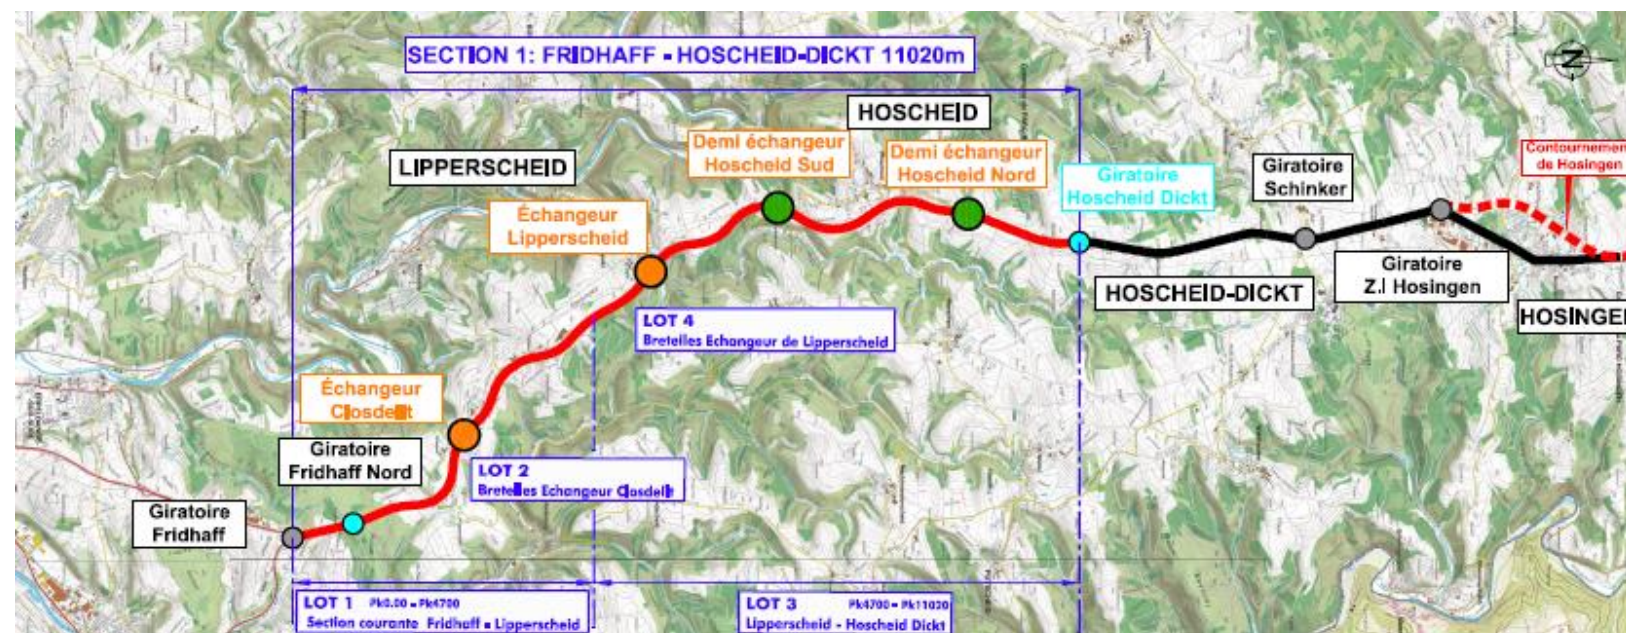 SECTION 1: FRIDHAFF - HOSCHEID-DICKT 11020m
N
HOSCHEID
LIPPERSCHEID
Demi échangeur
Hoscheid Sud
Demi échangeur
Hoscheid Nord
Giratoire
Hoscheid Dickt
Giratoire
Schinker
Contournemen
de Hosingen
Échangeur
Lipperscheid
Giratoire
Z.I Hosingen
HOSCHEID-DICKT
HOSINGE
LOT 4
Bretelles Echangeur de Lipperscheid
Échangeur
Closdelt
Giratoire
Fridhaff Nord
LOT 2
Bretelles Echangeur Closdelt
Giratoire
Fridhaff
LOT 1 Pk0.00 - Pk4700
Section courante Fridhaff - Lipperscheid
LOT 3 Pk4700 - Pk11020
Lipperscheid - Hoscheid Dickt